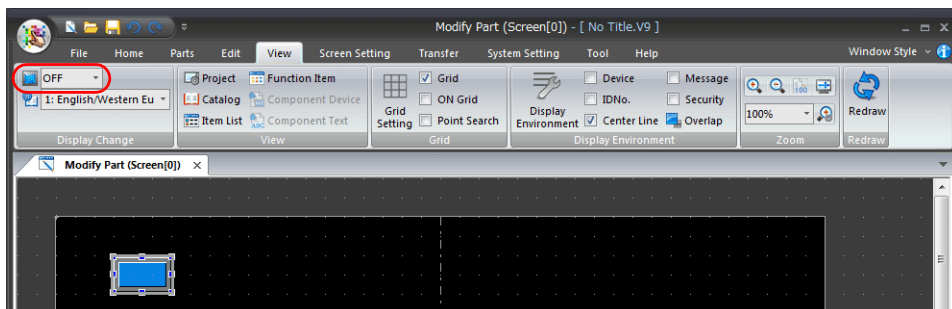 Modify Part (Screen[0]) - [ No Title.V9 ]
File Home Parts Edit View Screen Setting Transfer System Setting Tool Help Window Style
OFF Project Function Item Grid Device Message
1: English/Western Eu Catalog Component Device Grid Setting ON Grid Display Environment IDNo. Security 100% Redraw
Item List Component Text Point Search Center Line Overlap
Display Change View Grid Display Environment Zoom Redraw
Modify Part (Screen[0]) X